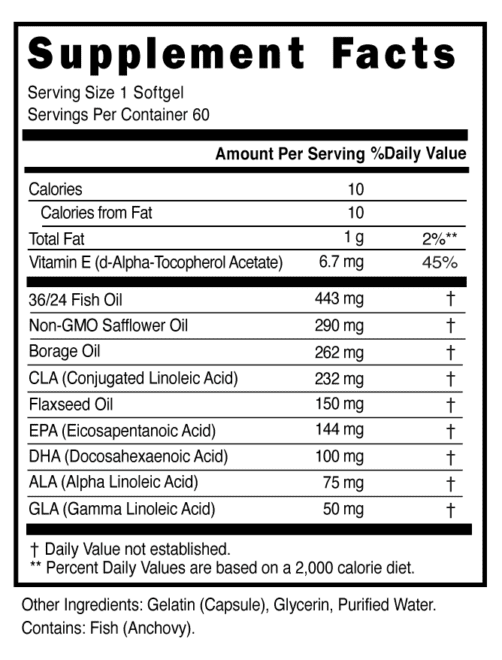 Supplement Facts
Serving Size 1 Softgel
Servings Per Container 60
Amount Per Serving %Daily Value
Calories 10
Calories from Fat 10
Total Fat 1 g 2%**
Vitamin E (d-Alpha-Tocopherol Acetate) 6.7 mg 45%
36/24 Fish Oil 443 mg †
Non-GMO Safflower Oil 290 mg †
Borage Oil 262 mg †
CLA (Conjugated Linoleic Acid) 232 mg †
Flaxseed Oil 150 mg †
EPA (Eicosapentanoic Acid) 144 mg †
DHA (Docosahexaenoic Acid) 100 mg †
ALA (Alpha Linoleic Acid) 75 mg †
GLA (Gamma Linoleic Acid) 50 mg †
† Daily Value not established.
** Percent Daily Values are based on a 2,000 calorie diet.
Other Ingredients: Gelatin (Capsule), Glycerin, Purified Water.
Contains: Fish (Anchovy).